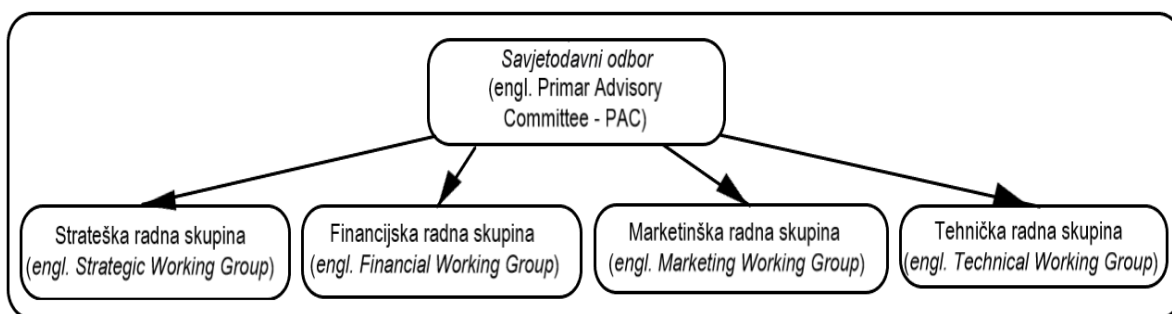 Savjetodavni odbor
(engl. Primar Advisory
Committee - PAC)
Strateška radna skupina
(engl. Strategic Working Group)
Financijska radna skupina
(engl. Financial Working Group)
Marketinška radna skupina
(engl. Marketing Working Group)
Tehnička radna skupina
(engl. Technical Working Group)